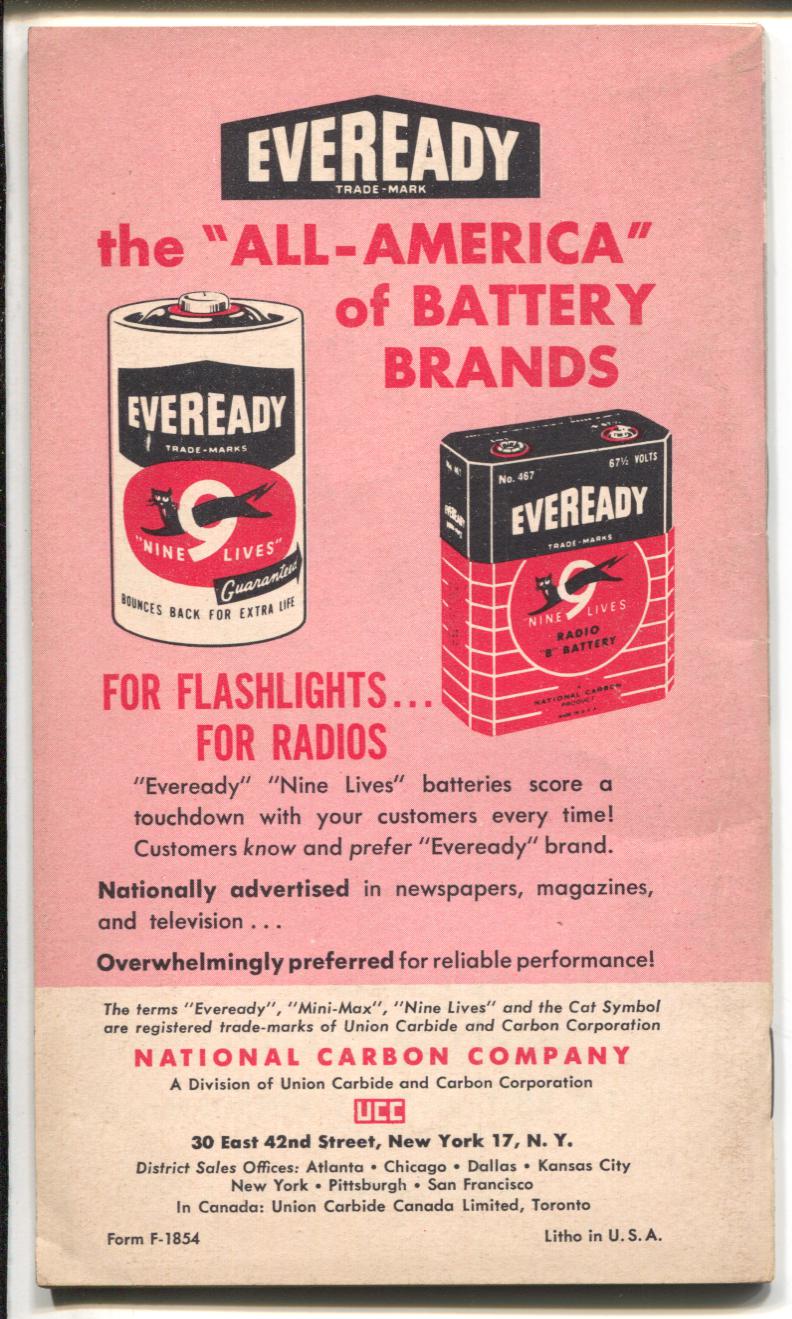 EVEREADY
TRADE-MARK
the "ALL-AMERICA"
of BATTERY
BRANDS
EVEREADY
TRADE-MARKS
9
"NINE LIVES"
Guaranteed
BOUNCES BACK FOR EXTRA LIFE
No. 467
67½ VOLTS
EVEREADY
TRADE-MARKS
9
NINE LIVES
RADIO
"B" BATTERY
NATIONAL CARBON
PRODUCT
MADE IN U.S.A.
EVEREADY
FOR FLASHLIGHTS...
FOR RADIOS
"Eveready" "Nine Lives" batteries score a
touchdown with your customers every time!
Customers know and prefer "Eveready" brand.
Nationally advertised in newspapers, magazines,
and television . . .
Overwhelmingly preferred for reliable performance!
The terms "Eveready", "Mini-Max", "Nine Lives" and the Cat Symbol
are registered trade-marks of Union Carbide and Carbon Corporation
NATIONAL CARBON COMPANY
A Division of Union Carbide and Carbon Corporation
UCC
30 East 42nd Street, New York 17, N. Y.
District Sales Offices: Atlanta • Chicago • Dallas • Kansas City
New York • Pittsburgh • San Francisco
In Canada: Union Carbide Canada Limited, Toronto
Form F-1854
Litho in U. S. A.